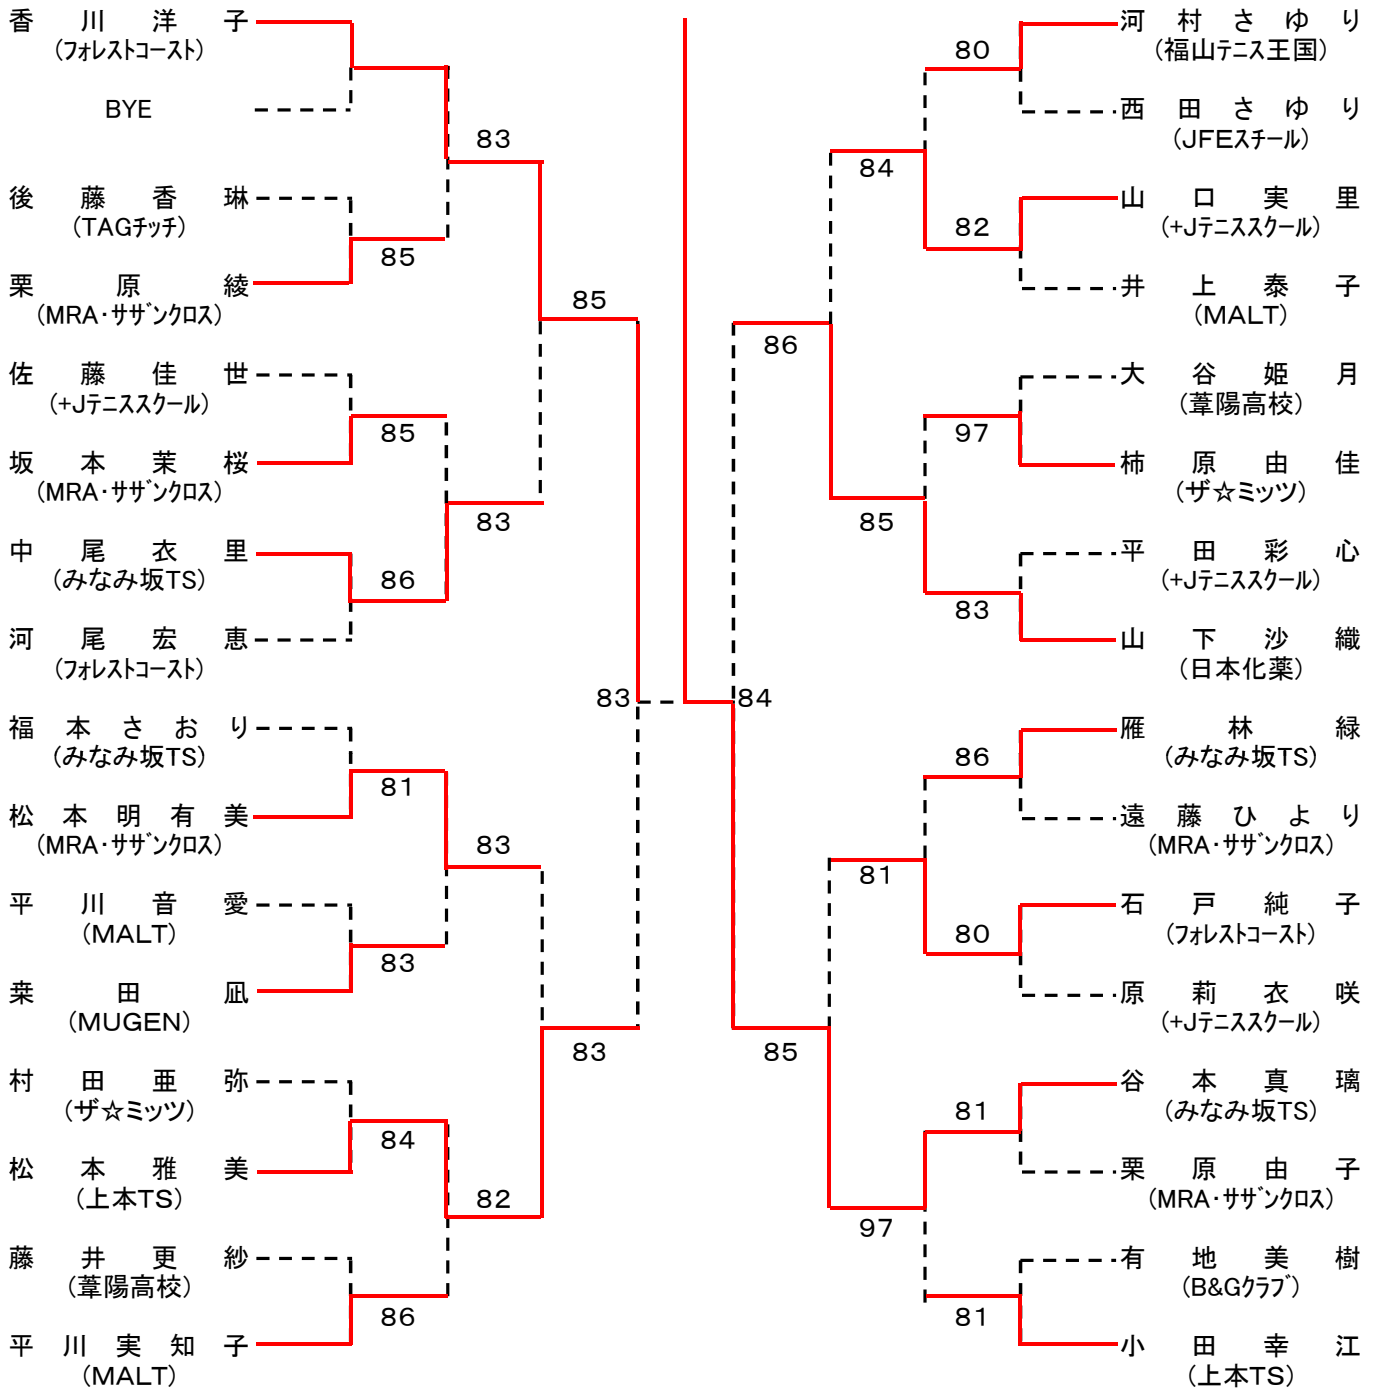 香川洋子
(フォレストコースト)
BYE
83
後藤香琳
(TAGチッチ)
85
栗原綾
(MRA・サザンクロス)
85
佐藤佳世
(+Jテニススクール)
85
坂本茉桜
(MRA・サザンクロス)
83
中尾衣里
(みなみ坂TS)
86
河尾宏恵
(フォレストコースト)
83
福本さおり
(みなみ坂TS)
81
松本明有美
(MRA・サザンクロス)
83
平川音愛
(MALT)
83
桒田凪
(MUGEN)
83
村田亜弥
(ザ☆ミッツ)
84
松本雅美
(上本TS)
82
藤井更紗
(葦陽高校)
86
平川実知子
(MALT)
河村さゆり
(福山テニス王国)
80
西田さゆり
(JFEスチール)
84
山口実里
(+Jテニススクール)
82
井上泰子
(MALT)
86
大谷姫月
(葦陽高校)
97
柿原由佳
(ザ☆ミッツ)
85
平田彩心
(+Jテニススクール)
83
山下沙織
(日本化薬)
84
雁林緑
(みなみ坂TS)
86
遠藤ひより
(MRA・サザンクロス)
81
石戸純子
(フォレストコースト)
80
原莉衣咲
(+Jテニススクール)
85
谷本真璃
(みなみ坂TS)
81
栗原由子
(MRA・サザンクロス)
97
有地美樹
(B&Gクラブ)
81
小田幸江
(上本TS)